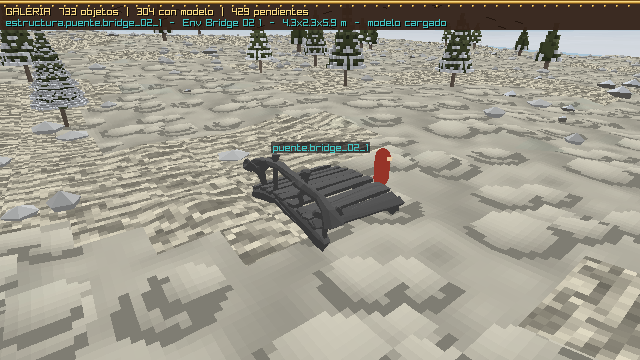 GALERIA 733 objetos | 304 con modelo | 429 pendientes
estructura.puente.bridge_02_1 - Env Bridge 02 1 - 4.3x2.3x5.9 m - modelo cargado
puente.bridge_02_1